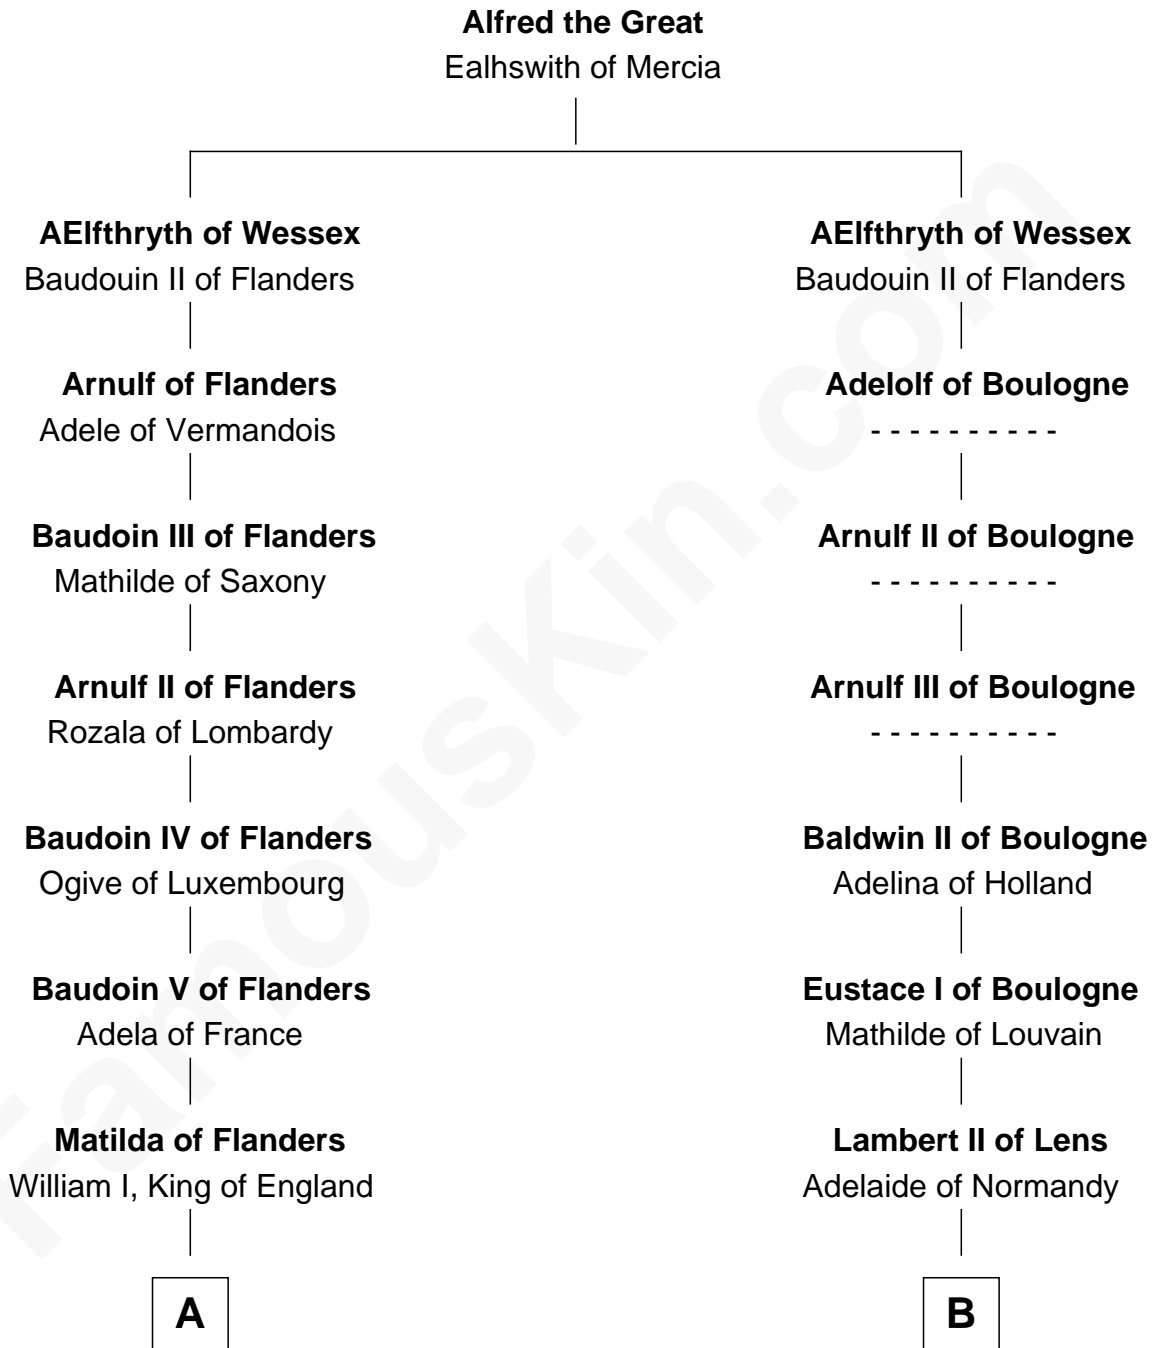 Alfred the Great
Ealhswith of Mercia
AElfthryth of Wessex
Baudouin II of Flanders
Arnulf of Flanders
Adele of Vermandois
Baudoin III of Flanders
Mathilde of Saxony
Arnulf II of Flanders
Rozala of Lombardy
Baudoin IV of Flanders
Ogive of Luxembourg
Baudoin V of Flanders
Adela of France
Matilda of Flanders
William I, King of England
A
AElfthryth of Wessex
Baudouin II of Flanders
Adelolf of Boulogne
- - - - - - - - - -
Arnulf II of Boulogne
- - - - - - - - - -
Arnulf III of Boulogne
- - - - - - - - - -
Baldwin II of Boulogne
Adelina of Holland
Eustace I of Boulogne
Mathilde of Louvain
Lambert II of Lens
Adelaide of Normandy
B
FamousKin.com